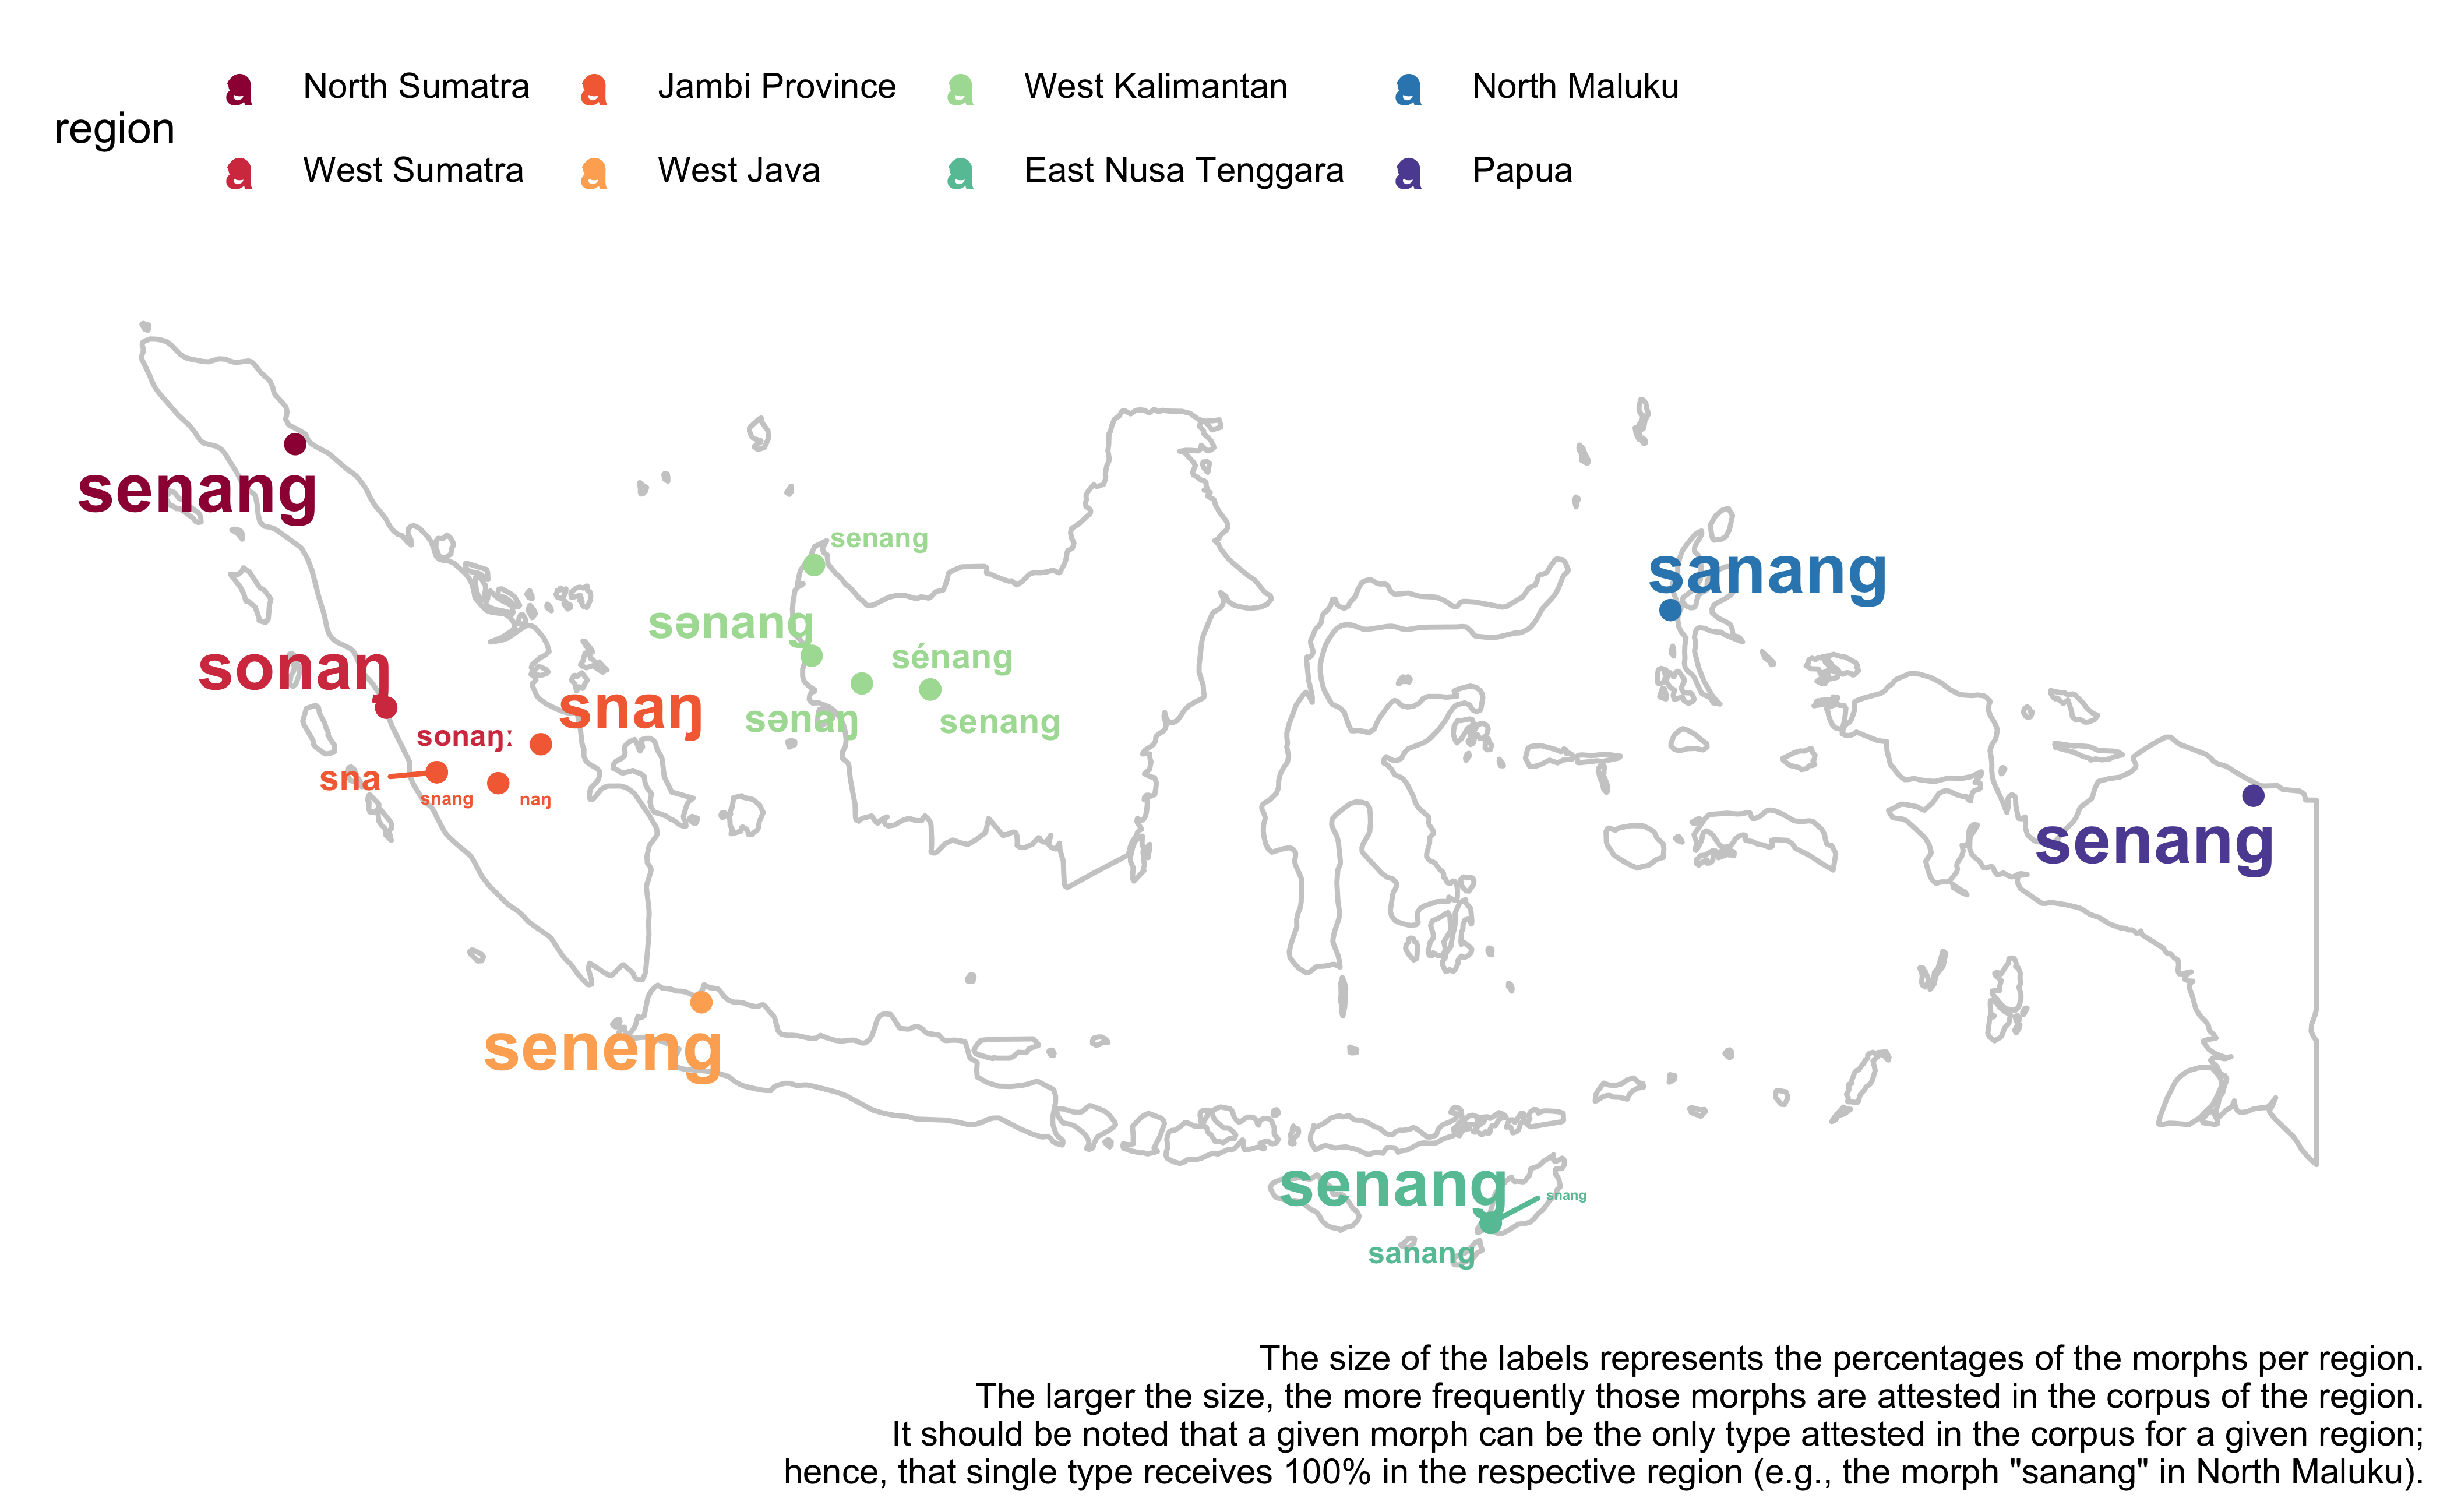 region
North Sumatra
Jambi Province
West Kalimantan
North Maluku
West Sumatra
West Java
East Nusa Tenggara
Papua
senang
senang
sanang
sənang
sonaŋ
sénang
snaŋ
sənaŋ
senang
sonaŋː
sna
snang
naŋ
senang
seneng
senang
snang
sanang
The size of the labels represents the percentages of the morphs per region.
The larger the size, the more frequently those morphs are attested in the corpus of the region.
It should be noted that a given morph can be the only type attested in the corpus for a given region;
hence, that single type receives 100% in the respective region (e.g., the morph "sanang" in North Maluku).